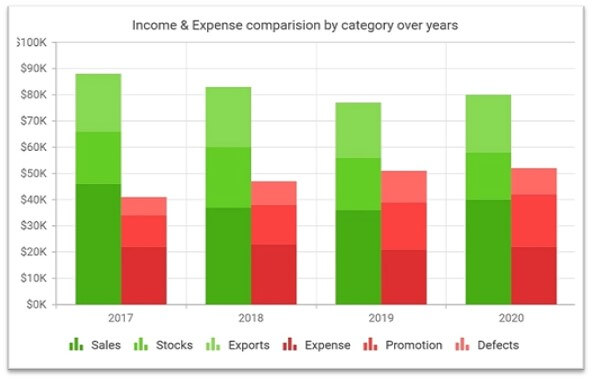 Income & Expense comparision by category over years
$100K
$90K
$80K
$70K
$60K
$50K
$40K
$30K
$20K
$10K
$0K
2017 2018 2019 2020
Sales Stocks Exports Expense Promotion Defects